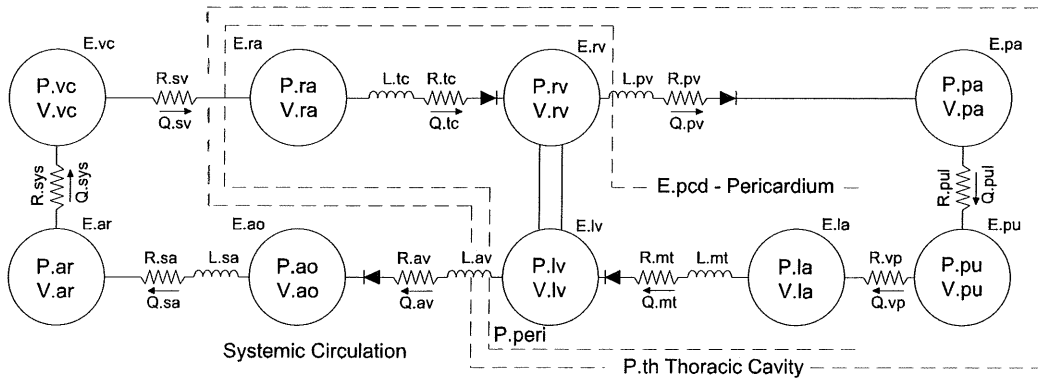 E.vc
E.ra
E.rv
E.pa
P.vc
V.vc
R.sv
Q.sv
P.ra
V.ra
L.tc
R.tc
Q.tc
P.rv
V.rv
L.pv
R.pv
Q.pv
P.pa
V.pa
R.sys
Q.sys
E.pcd - Pericardium
R.pul
Q.pul
E.ar
E.ao
E.lv
E.la
E.pu
P.ar
V.ar
R.sa
Q.sa
L.sa
P.ao
V.ao
R.av
Q.av
L.av
P.lv
V.lv
R.mt
Q.mt
L.mt
P.la
V.la
R.vp
Q.vp
P.pu
V.pu
P.peri
Systemic Circulation
P.th Thoracic Cavity